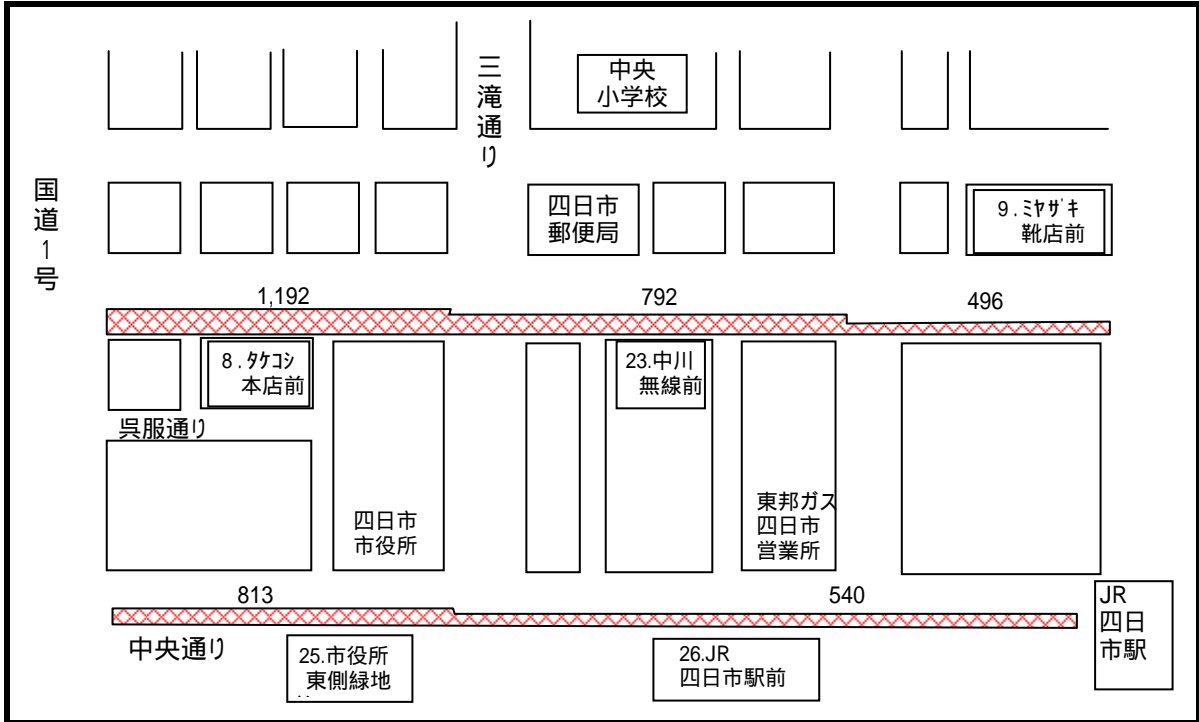 三滝通り
中央
小学校
国道1号
四日市
郵便局
9.ﾐﾔｻﾞｷ
靴店前
1,192
792
496
8.ﾀｹｺｼ
本店前
23.中川
無線前
呉服通り
四日市
市役所
東邦ガス
四日市
営業所
813
540
JR
四日
市駅
中央通り
25.市役所
東側緑地
26.JR
四日市駅前